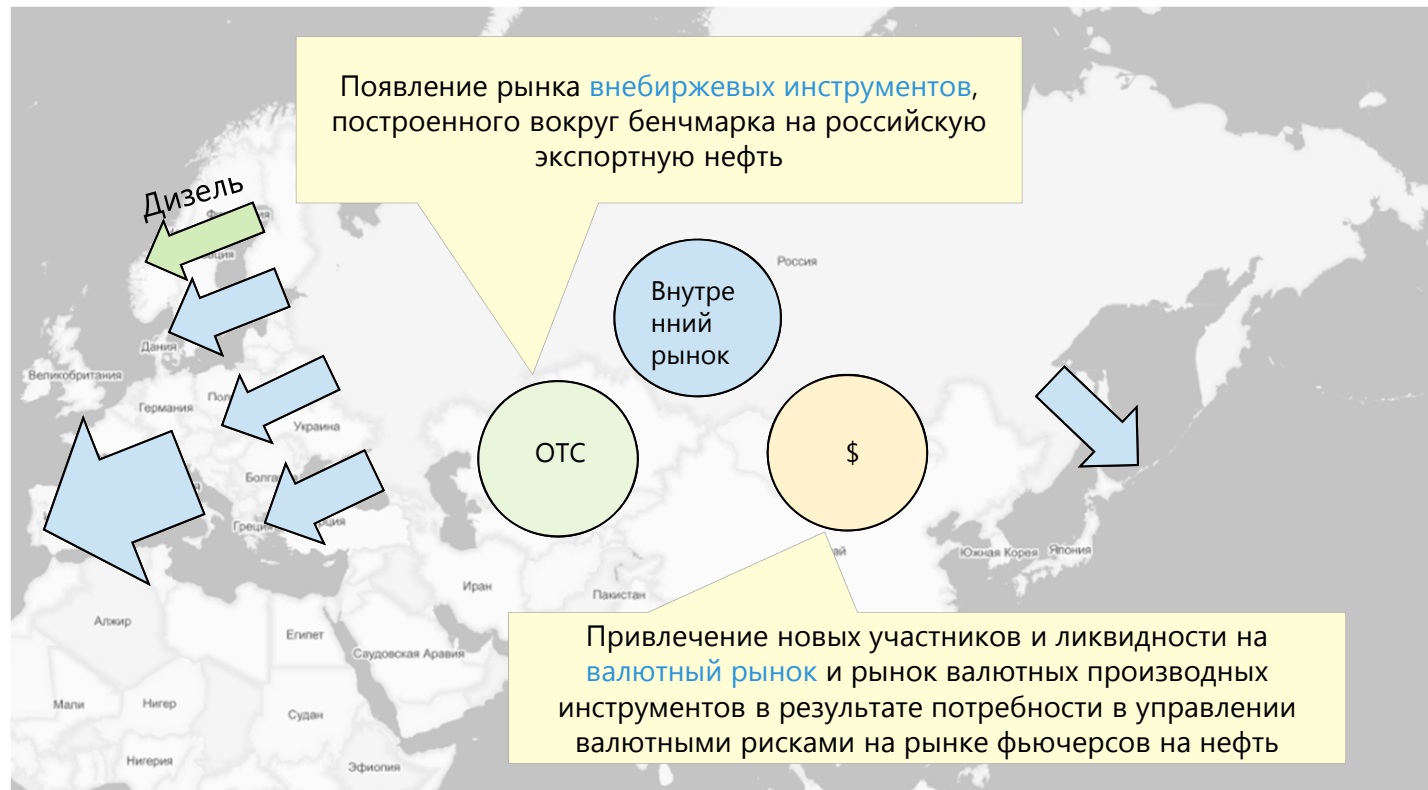 Появление рынка внебиржевых инструментов,
построенного вокруг бенчмарка на российскую
экспортную нефть
Дизель
Россия
Внутре
нний
рынок
Дания
Великобритания
Германия
Украина
ОТС
$
Южная Корея
Япония
Иран
Пакистан
Алжир
Египет
Саудовская Аравия
Мали
Нигер
Судан
Нигерия
Эфиопия
Привлечение новых участников и ликвидности на
валютный рынок и рынок валютных производных
инструментов в результате потребности в управлении
валютными рисками на рынке фьючерсов на нефть